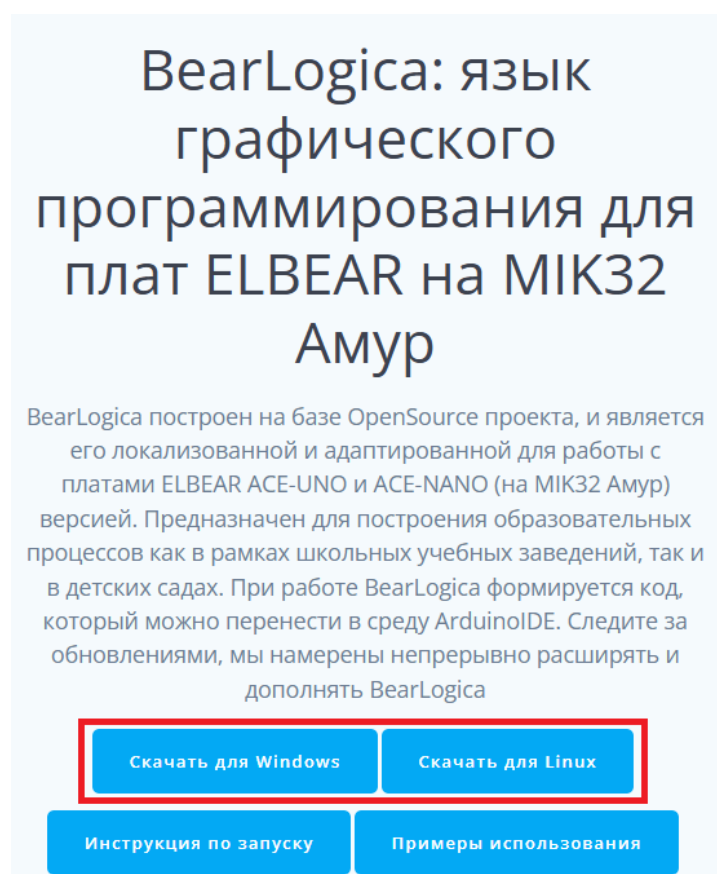 BearLogica: язык
графического
программирования для
плат ELBEAR на MIK32
Амур
BearLogica построен на базе OpenSource проекта, и является
его локализованной и адаптированной для работы с
платами ELBEAR ACE-UNO и ACE-NANO (на MIK32 Амур)
версией. Предназначен для построения образовательных
процессов как в рамках школьных учебных заведений, так и
в детских садах. При работе BearLogica формируется код,
который можно перенести в среду ArduinoIDE. Следите за
обновлениями, мы намерены непрерывно расширять и
дополнять BearLogica
Скачать для Windows Скачать для Linux
Инструкция по запуску Примеры использования